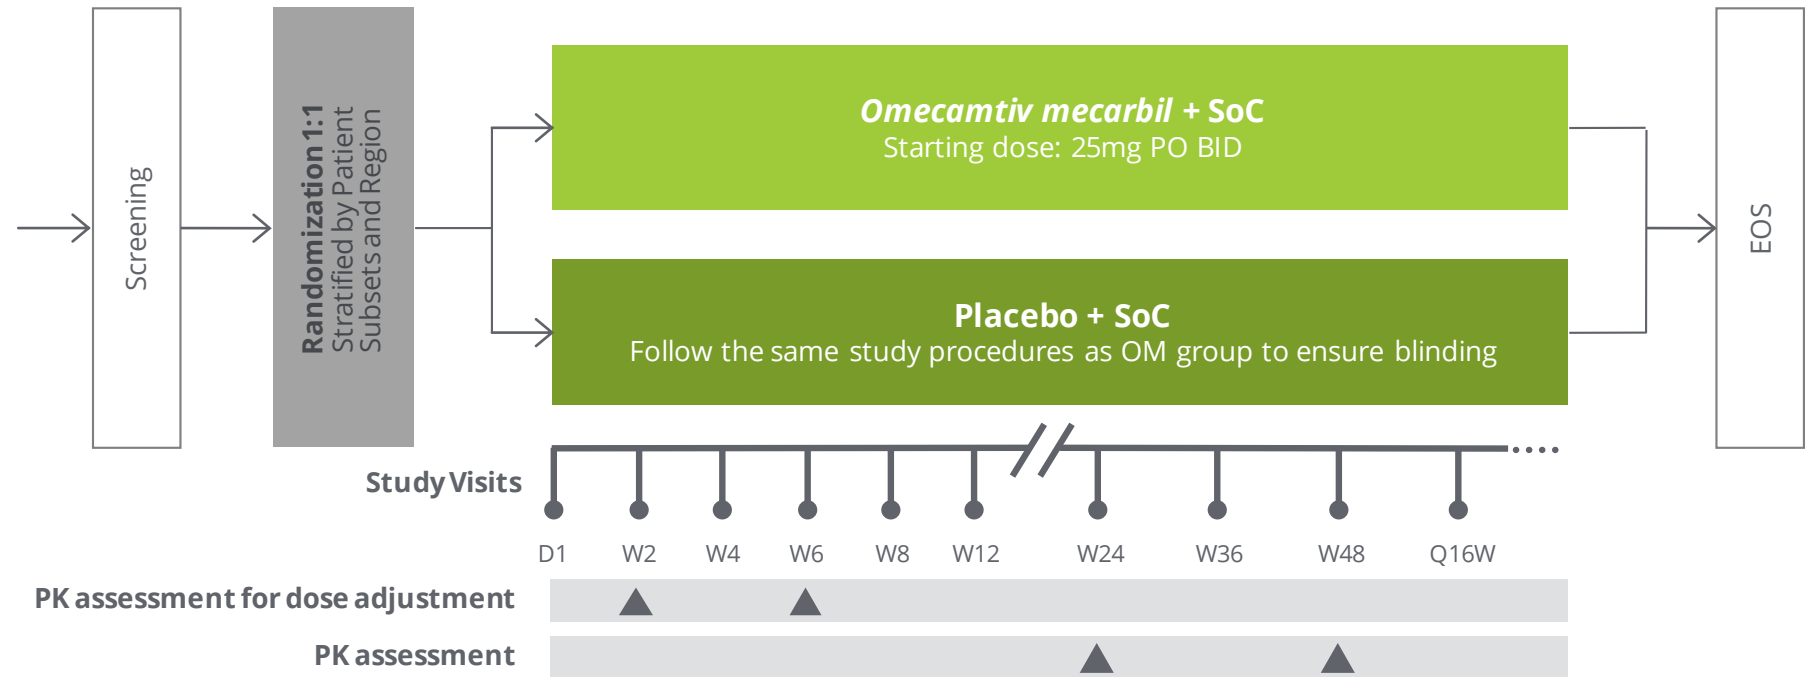 Screening
Randomization 1:1
Stratified by Patient
Subsets and Region
Omecamtiv mecarbil + SoC
Starting dose: 25mg PO BID
Placebo + SoC
Follow the same study procedures as OM group to ensure blinding
EOS
Study Visits
D1 W2 W4 W6 W8 W12 W24 W36 W48 Q16W
PK assessment for dose adjustment
PK assessment